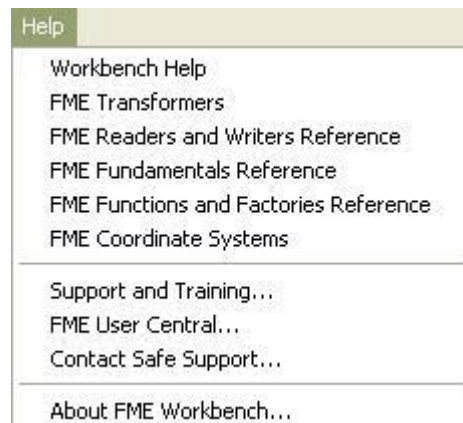 Help
Workbench Help
FME Transformers
FME Readers and Writers Reference
FME Fundamentals Reference
FME Functions and Factories Reference
FME Coordinate Systems
Support and Training...
FME User Central...
Contact Safe Support...
About FME Workbench...